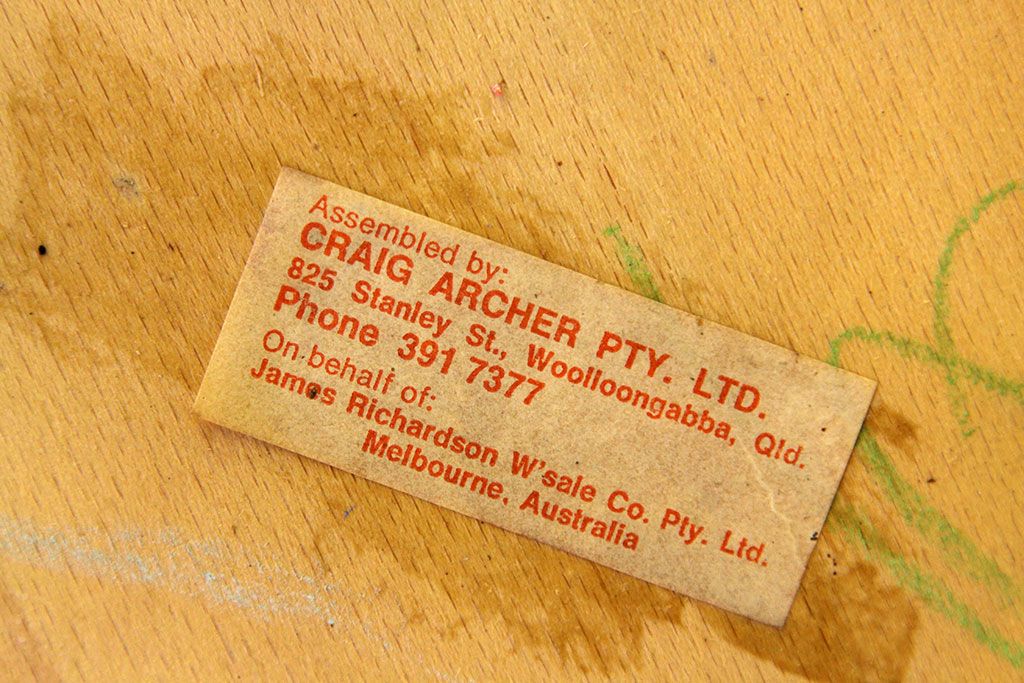 Assembled by:
CRAIG ARCHER PTY. LTD.
825 Stanley St., Woolloongabba, Qld.
Phone 391 7377
On behalf of:
James Richardson W'sale Co. Pty. Ltd.
Melbourne, Australia